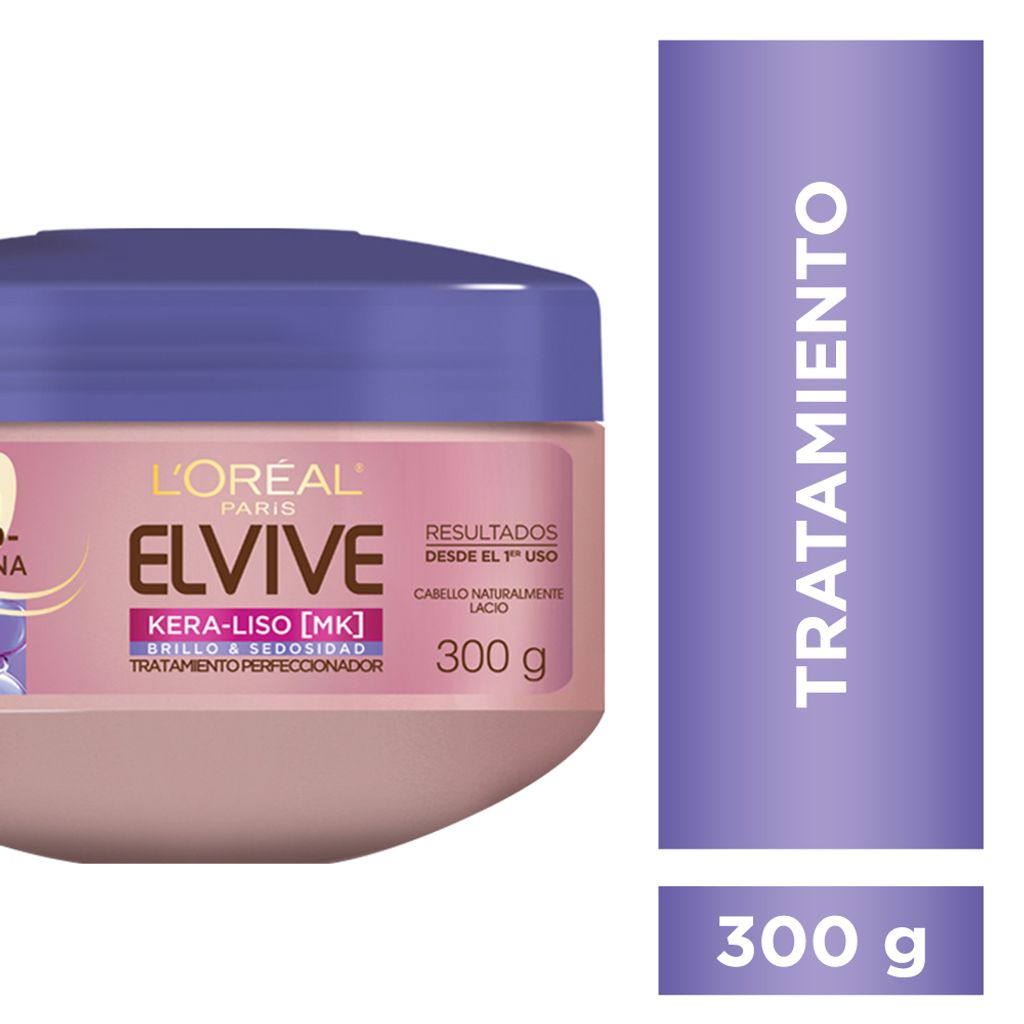 L'ORÉAL®
PARIS
ELVIVE
KERA-LISO [MK]
BRILLO & SEDOSIDAD
TRATAMIENTO PERFECCIONADOR
RESULTADOS
DESDE EL 1ER USO
CABELLO NATURALMENTE
LACIO
300 g
TRATAMIENTO
300 g